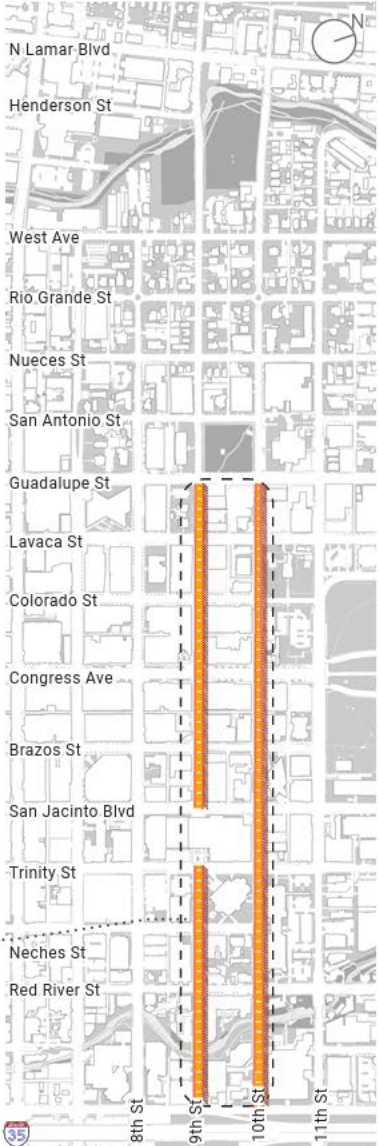 N
N Lamar Blvd
Henderson St
West Ave
Rio Grande St
Nueces St
San Antonio St
Guadalupe St
Lavaca St
Colorado St
Congress Ave
Brazos St
San Jacinto Blvd
Trinity St
Neches St
Red River St
8th St
9th St
10th St
11th St
35